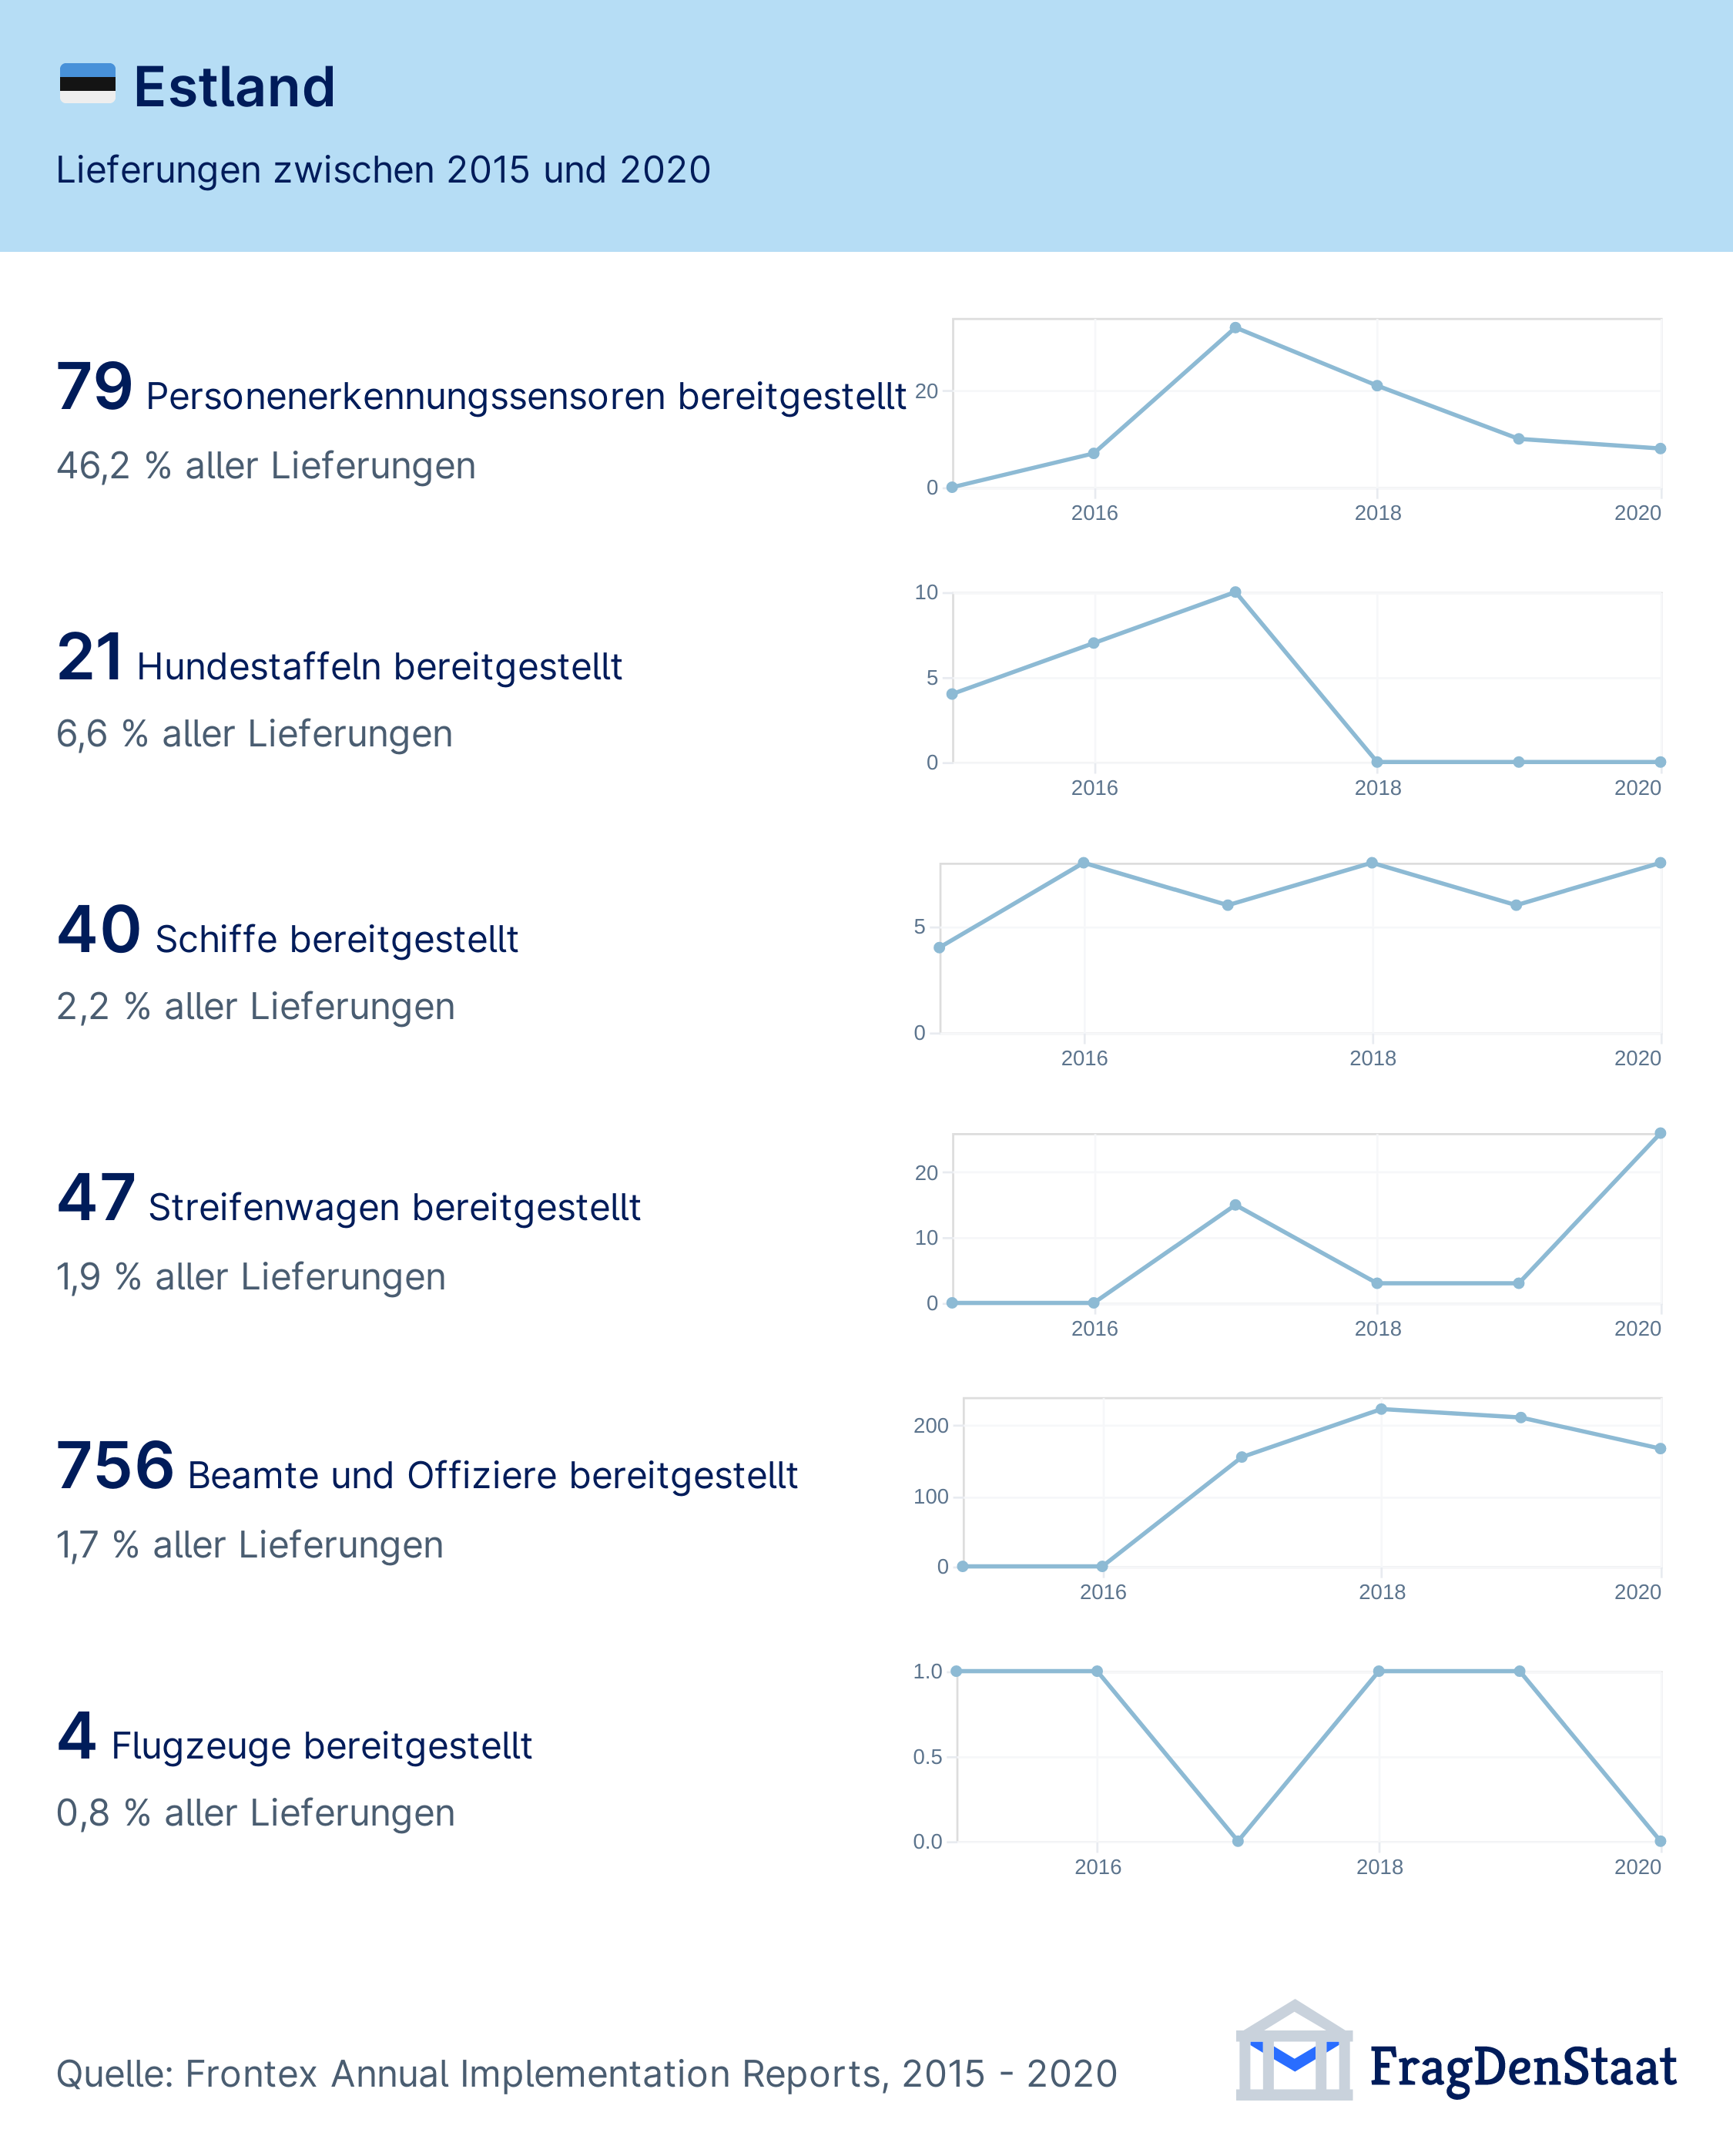 Estland
Lieferungen zwischen 2015 und 2020
79 Personenerkennungssensoren bereitgestellt
46,2 % aller Lieferungen
20
0
2016 2018 2020
21 Hundestaffeln bereitgestellt
6,6 % aller Lieferungen
10
5
0
2016 2018 2020
40 Schiffe bereitgestellt
2,2 % aller Lieferungen
5
0
2016 2018 2020
47 Streifenwagen bereitgestellt
1,9 % aller Lieferungen
20
10
0
2016 2018 2020
756 Beamte und Offiziere bereitgestellt
1,7 % aller Lieferungen
200
100
0
2016 2018 2020
4 Flugzeuge bereitgestellt
0,8 % aller Lieferungen
1.0
0.5
0.0
2016 2018 2020
Quelle: Frontex Annual Implementation Reports, 2015 - 2020
FragDenStaat